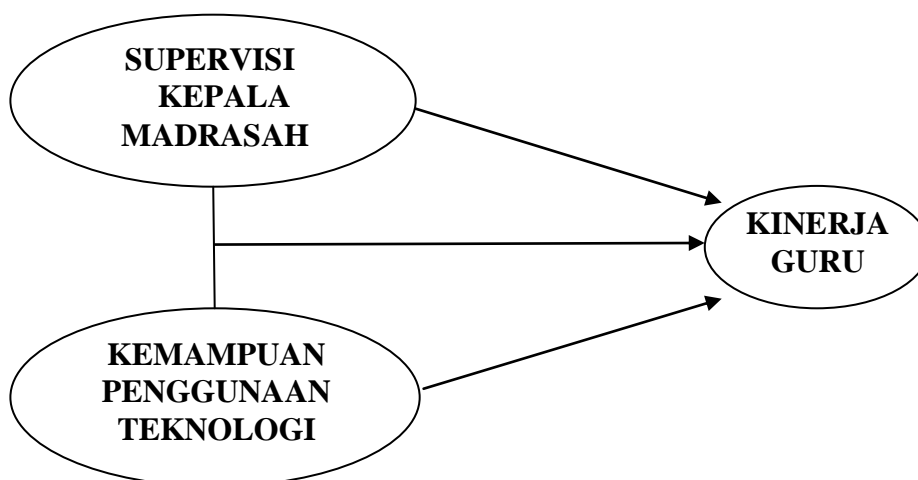 SUPERVISI
KEPALA
MADRASAH
KINERJA
GURU
KEMAMPUAN
PENGGUNAAN
TEKNOLOGI